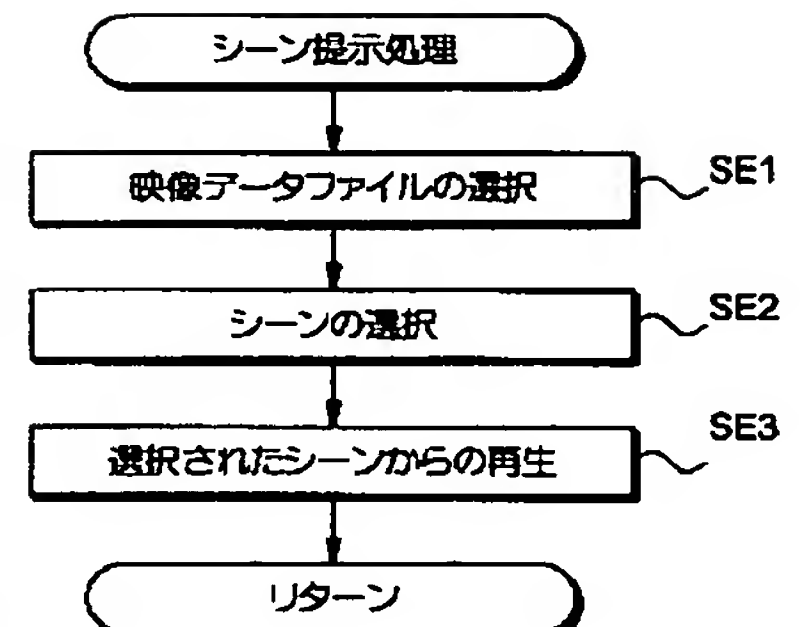 シーン提示処理
映像データファイルの選択
SE1
シーンの選択
SE2
選択されたシーンからの再生
SE3
リターン